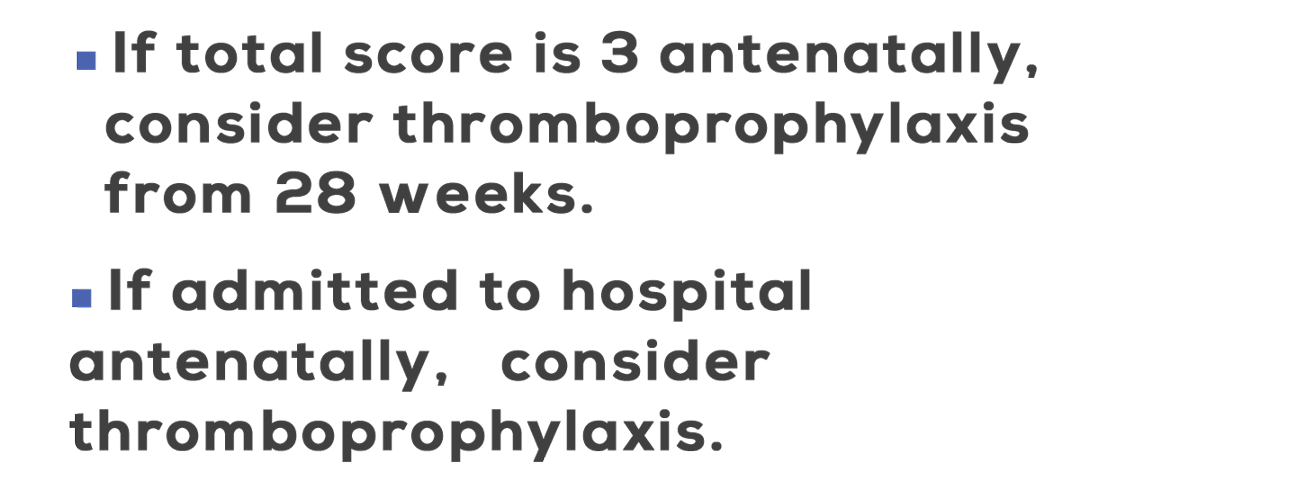 ▪ If total score is 3 antenatally,
consider thromboprophylaxis
from 28 weeks.
▪ If admitted to hospital
antenatally, consider
thromboprophylaxis.